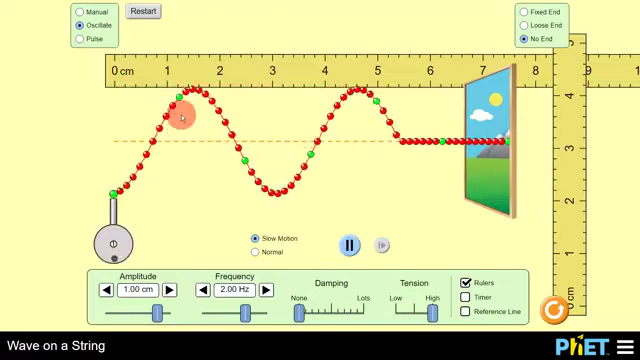 Manual
Oscillate
Pulse
Restart
Fixed End
Loose End
No End
0 cm 1 2 3 4 5 6 7 8 9 10
5
4
3
2
1
0 cm
Slow Motion
Normal
Amplitude
1.00 cm
Frequency
2.00 Hz
Damping
None Lots
Tension
Low High
Rulers
Timer
Reference Line
Wave on a String
PhET